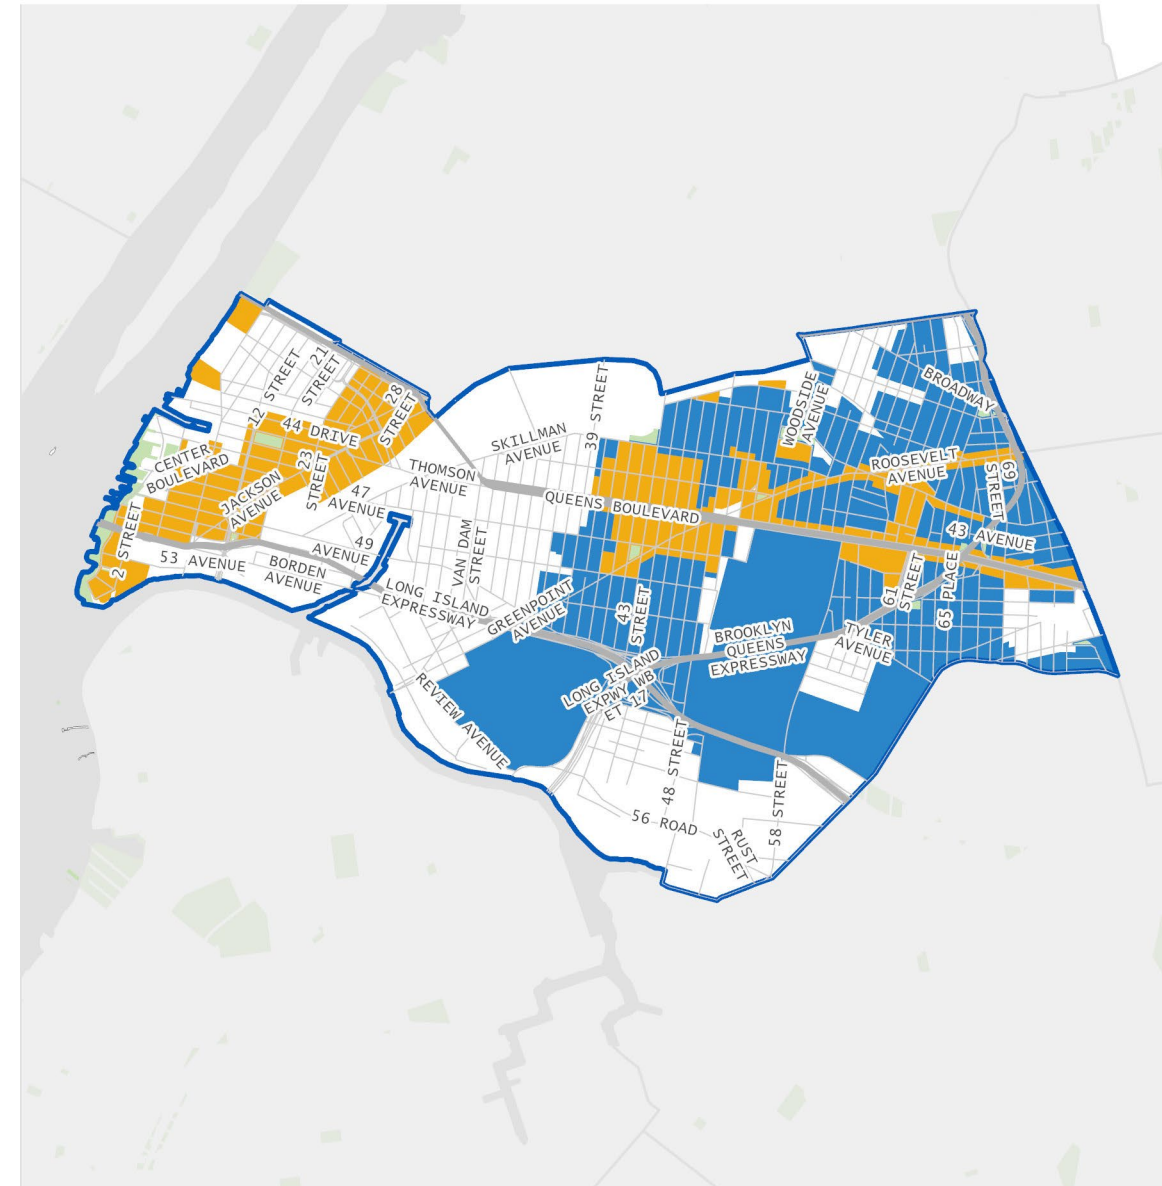 21
STREET
12 STREET
28
STREET
44 DRIVE
23
STREET
CENTER
BOULEVARD
JACKSON
AVENUE
47
AVENUE
THOMSON
AVENUE
SKILLMAN
AVENUE
39 STREET
WOODSIDE
AVENUE
BROADWAY
ROOSEVELT
AVENUE
69
STREET
QUEENS BOULEVARD
43 AVENUE
2 STREET
53 AVENUE
49
AVENUE
BORDEN
AVENUE
VAN DAM
STREET
LONG ISLAND
EXPRESSWAY
GREENPOINT
AVENUE
43
STREET
61
STREET
65 PLACE
BROOKLYN
QUEENS
EXPRESSWAY
TYLER
AVENUE
LONG ISLAND
EXPWY WB
ET 17
REVIEW AVENUE
48 STREET
58 STREET
56 ROAD
RUST
STREET